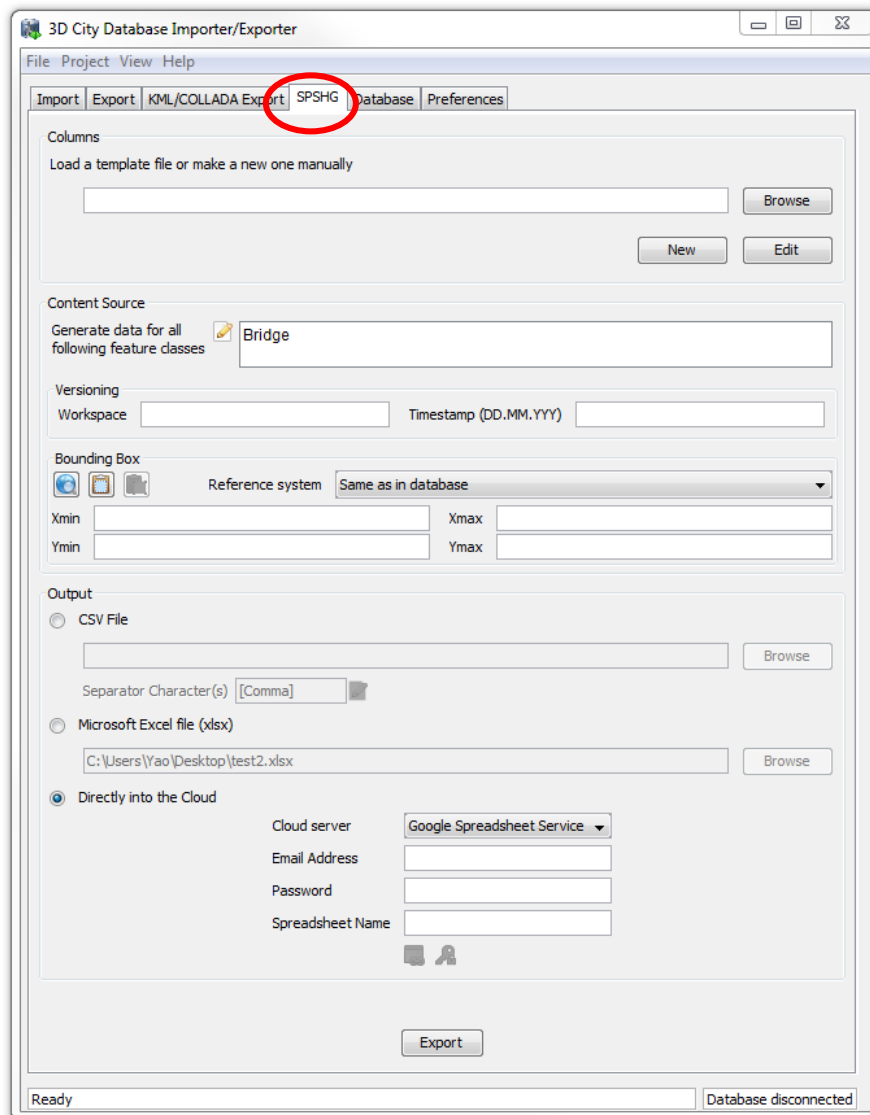 3D City Database Importer/Exporter
File Project View Help
Import Export KML/COLLADA Export SPSHG Database Preferences
Columns
Load a template file or make a new one manually
Browse
New Edit
Content Source
Generate data for all
following feature classes
Bridge
Versioning
Workspace Timestamp (DD.MM.YYY)
Bounding Box
Reference system Same as in database
Xmin Xmax
Ymin Ymax
Output
CSV File
Browse
Separator Character(s) [Comma]
Microsoft Excel file (xlsx)
C:\Users\Yao\Desktop\test2.xlsx Browse
Directly into the Cloud
Cloud server Google Spreadsheet Service
Email Address
Password
Spreadsheet Name
Export
Ready Database disconnected